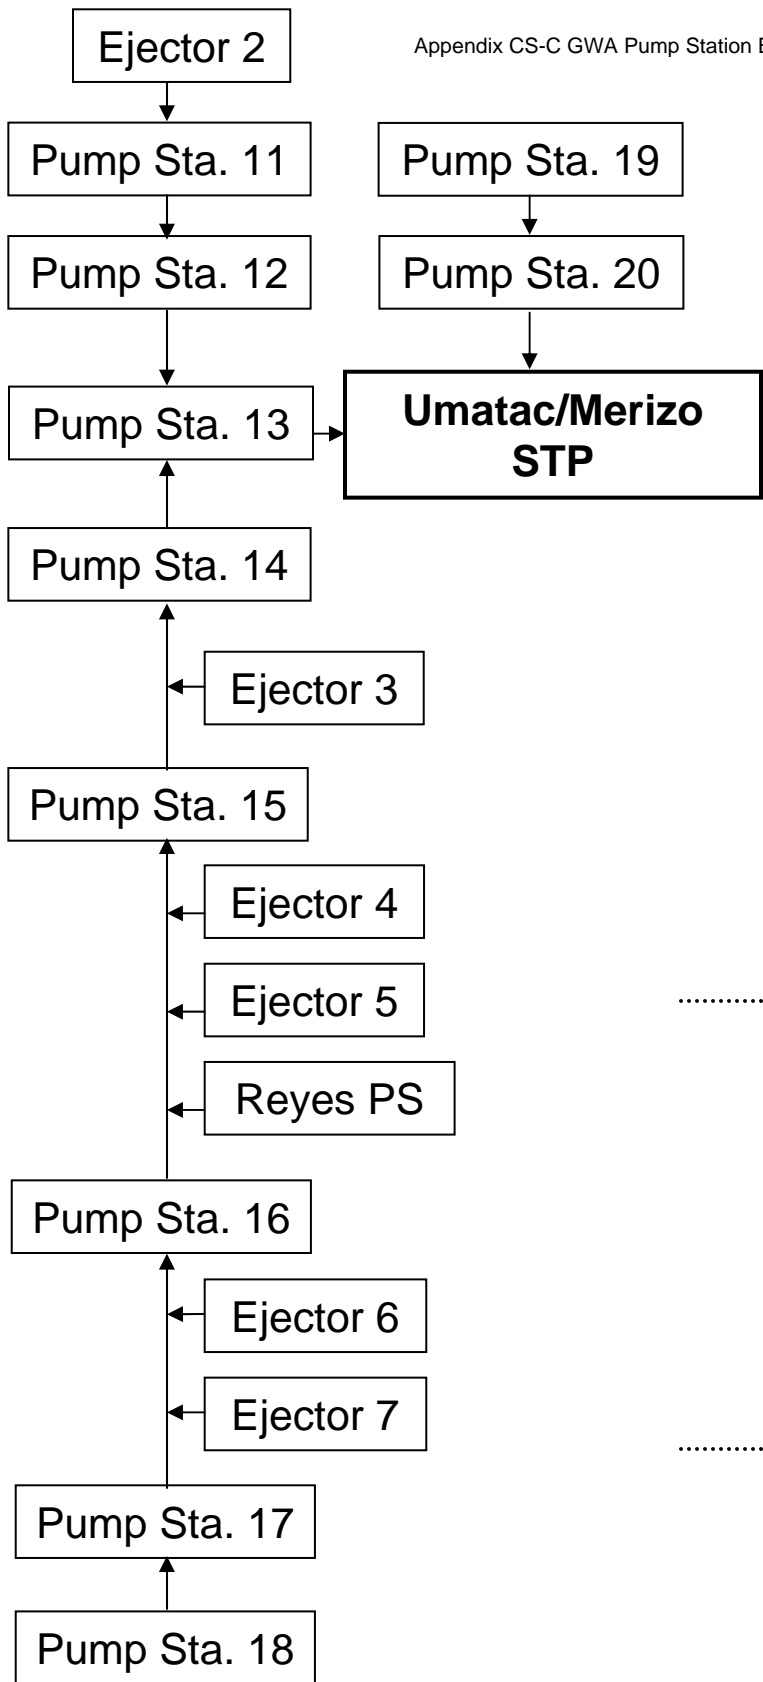 Ejector 2
Appendix CS-C GWA Pump Station
Pump Sta. 11
Pump Sta. 19
Pump Sta. 12
Pump Sta. 20
Pump Sta. 13
Umatac/Merizo
STP
Pump Sta. 14
Ejector 3
Pump Sta. 15
Ejector 4
Ejector 5
Reyes PS
Pump Sta. 16
Ejector 6
Ejector 7
Pump Sta. 17
Pump Sta. 18